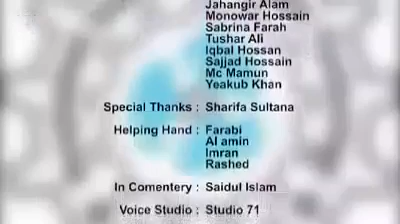 Jahangir Alam
Monowar Hossain
Sabrina Farah
Tushar Ali
Iqbal Hossan
Sajjad Hossain
Mc Mamun
Yeakub Khan
Special Thanks : Sharifa Sultana
Helping Hand : Farabi
Al amin
Imran
Rashed
In Comentery : Saidul Islam
Voice Studio : Studio 71